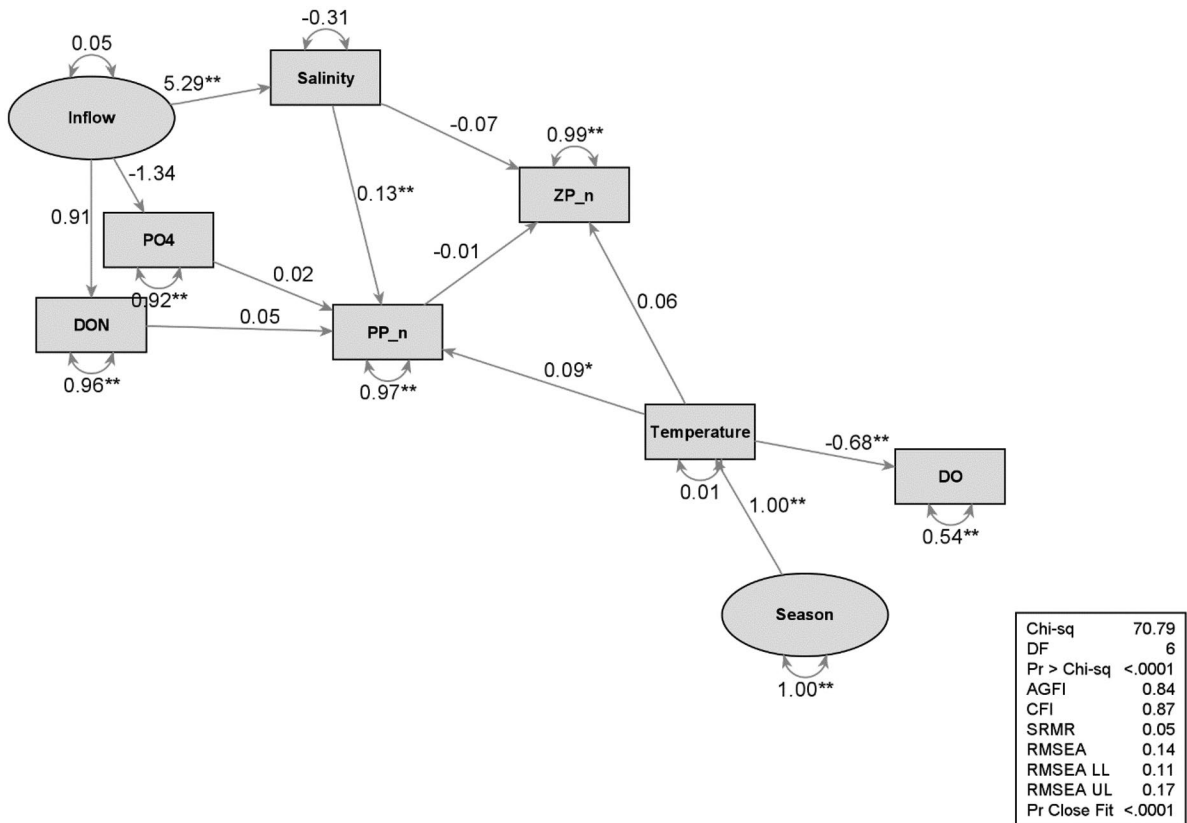 -0.31
0.05
5.29**
Salinity
Inflow
-0.07
0.99**
-1.34
0.13**
ZP_n
0.91
PO4
-0.01
0.02
0.92**
0.06
DON
0.05
PP_n
0.96**
0.97**
0.09*
Temperature
-0.68**
DO
0.01
1.00**
0.54**
Season
1.00**
Chi-sq 70.79
DF 6
Pr > Chi-sq <.0001
AGFI 0.84
CFI 0.87
SRMR 0.05
RMSEA 0.14
RMSEA LL 0.11
RMSEA UL 0.17
Pr Close Fit <.0001